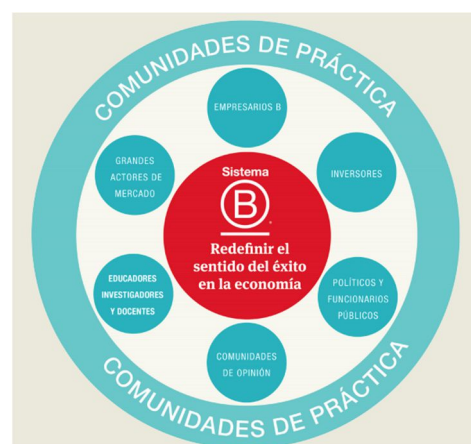 COMUNIDADES DE PRÁCTICA
EMPRESARIOS B
GRANDES
ACTORES DE
MERCADO
INVERSORES
Sistema
B
Redefinir el
sentido del éxito
en la economía
EDUCADORES
INVESTIGADORES
Y DOCENTES
POLÍTICOS Y
FUNCIONARIOS
PÚBLICOS
COMUNIDADES
DE OPINIÓN
COMUNIDADES DE PRÁCTICA